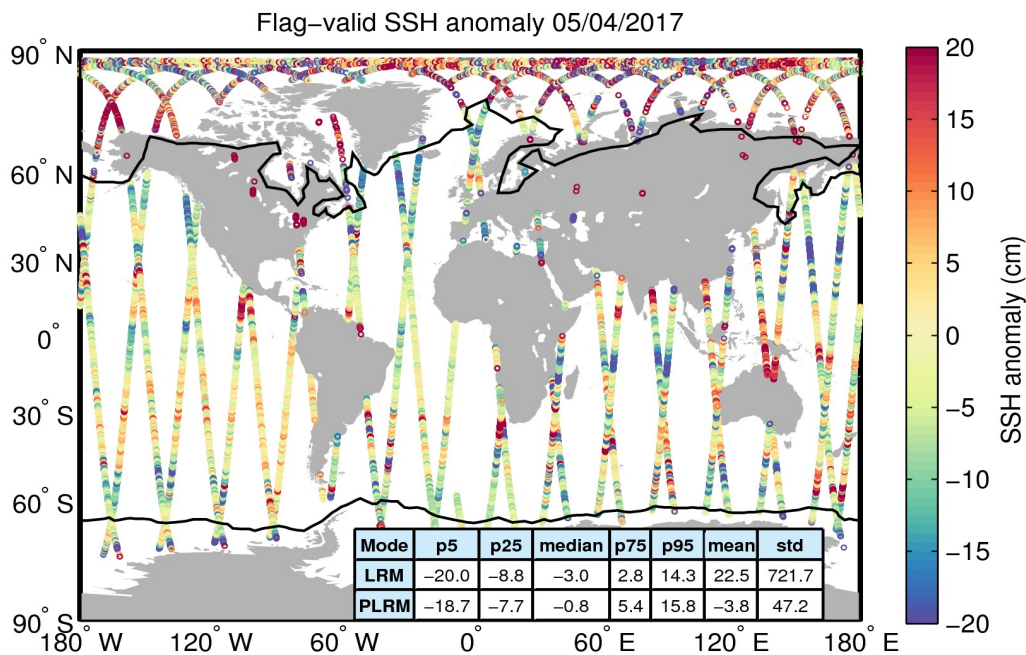 Flag−valid SSH anomaly 05/04/2017
90° N
60° N
30° N
0°
30° S
60° S
90° S
180° W
120° W
60° W
0°
60° E
120° E
180° E
20
15
10
5
0
−5
−10
−15
−20
SSH anomaly (cm)
Mode p5 p25 median p75 p95 mean std
LRM −20.0 −8.8 −3.0 2.8 14.3 22.5 721.7
PLRM −18.7 −7.7 −0.8 5.4 15.8 −3.8 47.2